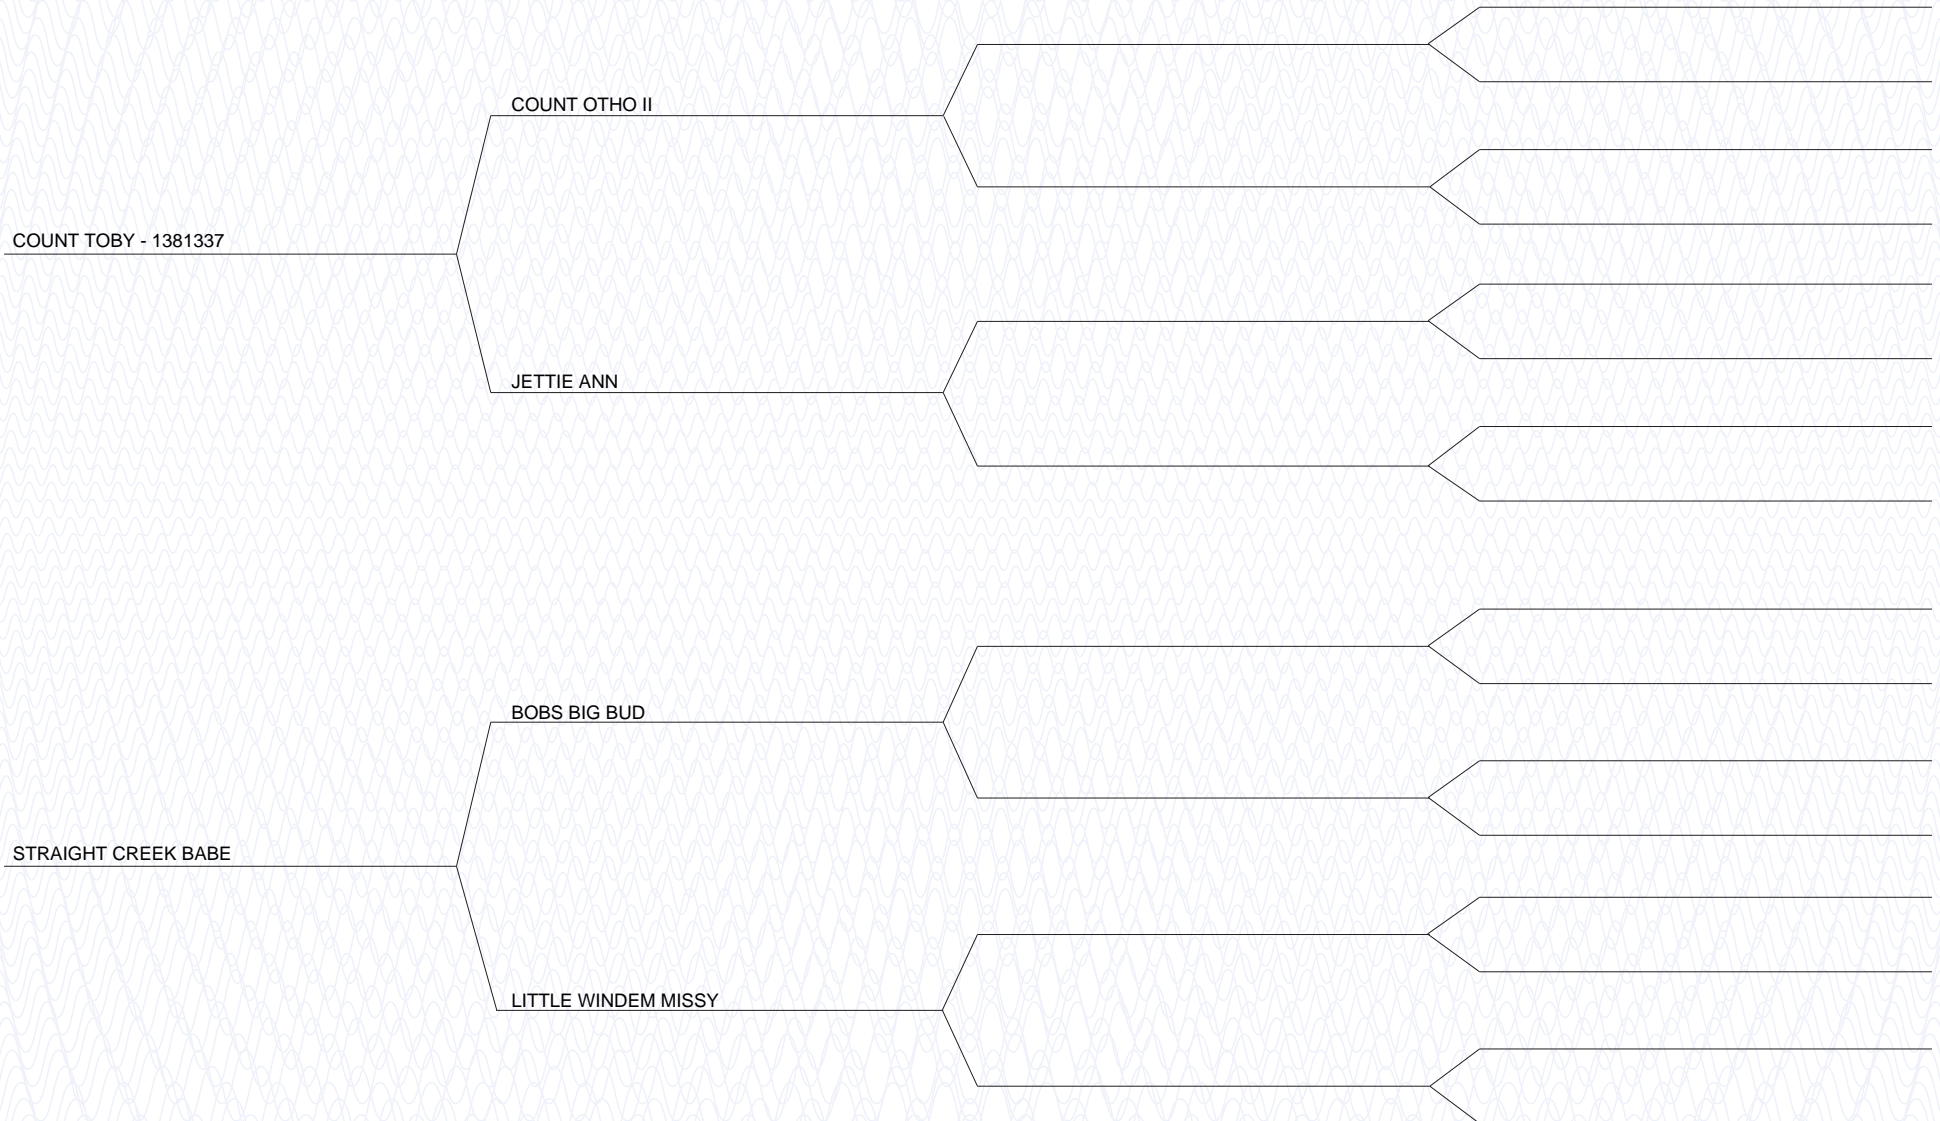 COUNT OTHO II
COUNT TOBY - 1381337
JETTIE ANN
BOBS BIG BUD
STRAIGHT CREEK BABE
LITTLE WINDEM MISSY